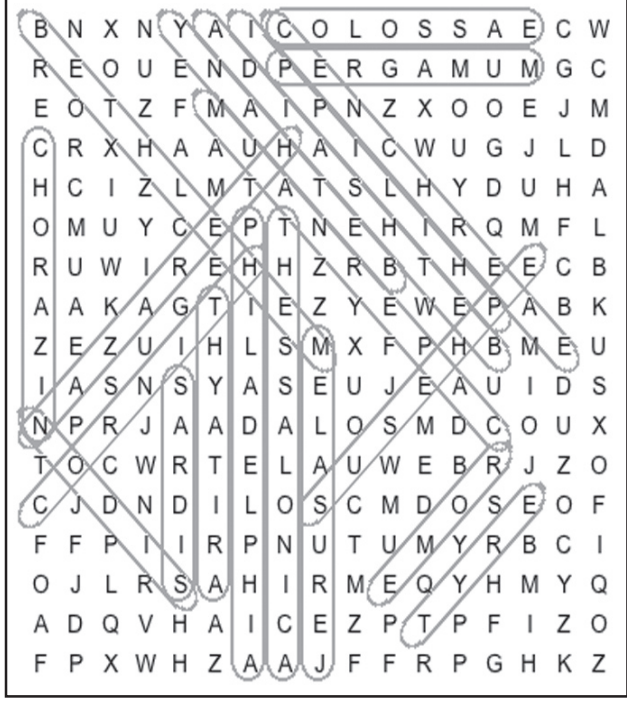 B N X N Y A I C O L O S S A E C W
R E O U E N D P E R G A M U M G C
E O T Z F M A I P N Z X O O E J M
C R X H A A U H A I C W U G J L D
H C I Z L M T A T S L H Y D U H A
O M U Y C E P T N E H I R Q M F L
R U W I R E H H Z R B T H E E C B
A A K A G T I E Z Y E W E P A B K
Z E Z U I H L S M X F P H B M E U
I A S N S Y A S E U J E A U I D S
N P R J A A D A L O S M D C O U X
T O C W R T E L A U W E B R J Z O
C J D N D I L O S C M D O S E O F
F F P I I R P N U T U M Y R B C I
O J L R S A H I R M E Q Y H M Y Q
A D Q V H A I C E Z P T P F I Z O
F P X W H Z A A J F F R P G H K Z